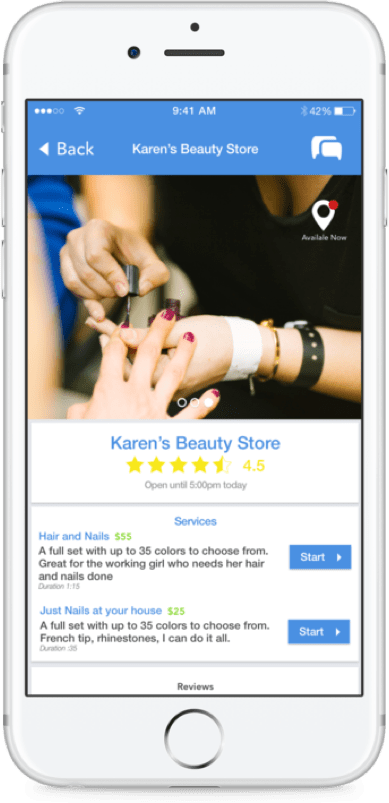 9:41 AM
42%
Back
Karen's Beauty Store
Availale Now
Karen's Beauty Store
4.5
Open until 5:00pm today
Services
Hair and Nails $55
A full set with up to 35 colors to choose from.
Great for the working girl who needs her hair
and nails done
Duration 1:15
Start
Just Nails at your house $25
A full set with up to 35 colors to choose from.
French tip, rhinestones, I can do it all.
Duration :35
Start
Reviews